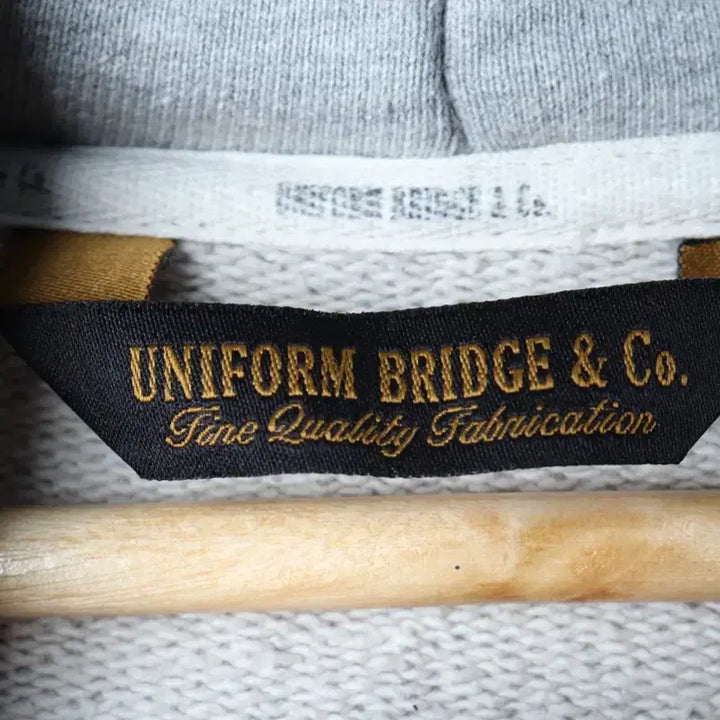 UNIFORM BRIDGE & Co.
UNIFORM BRIDGE & Co.
Fine Quality Fabrication